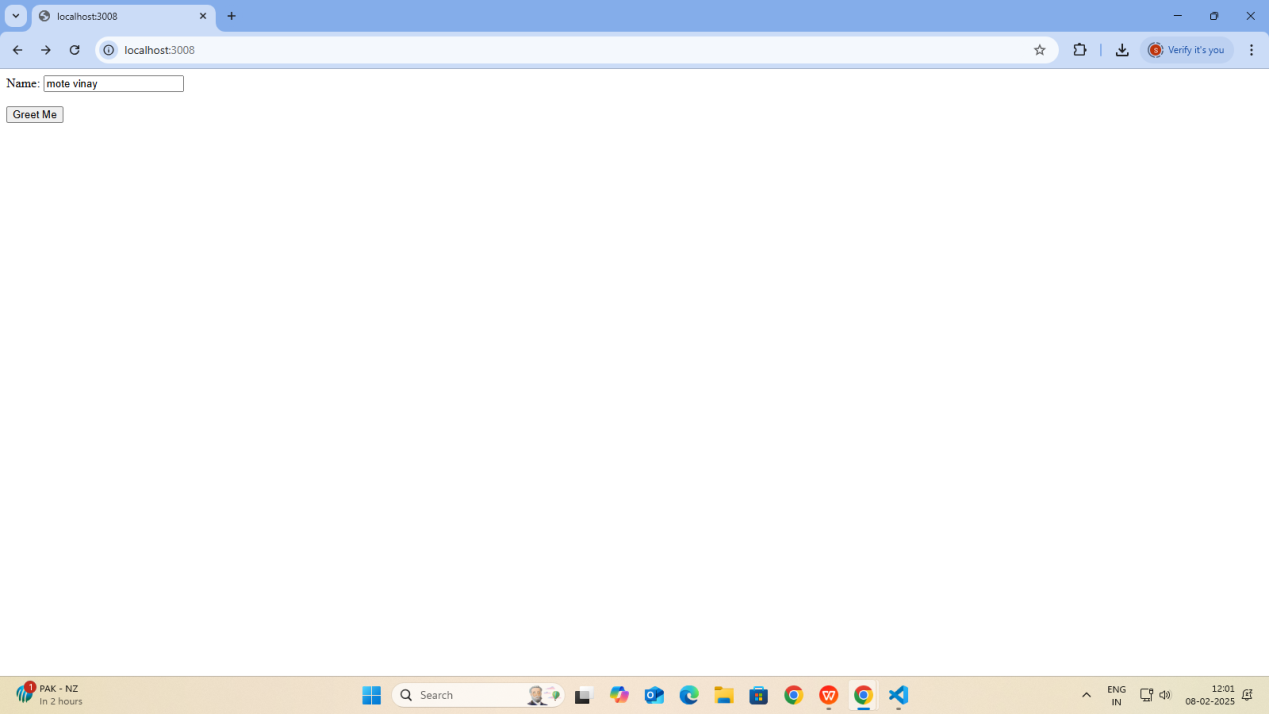 localhost:3008
localhost:3008
Verify it's you
Name: mote vinay
Greet Me
1
PAK - NZ
In 2 hours
Search
ENG
IN
12:01
08-02-2025